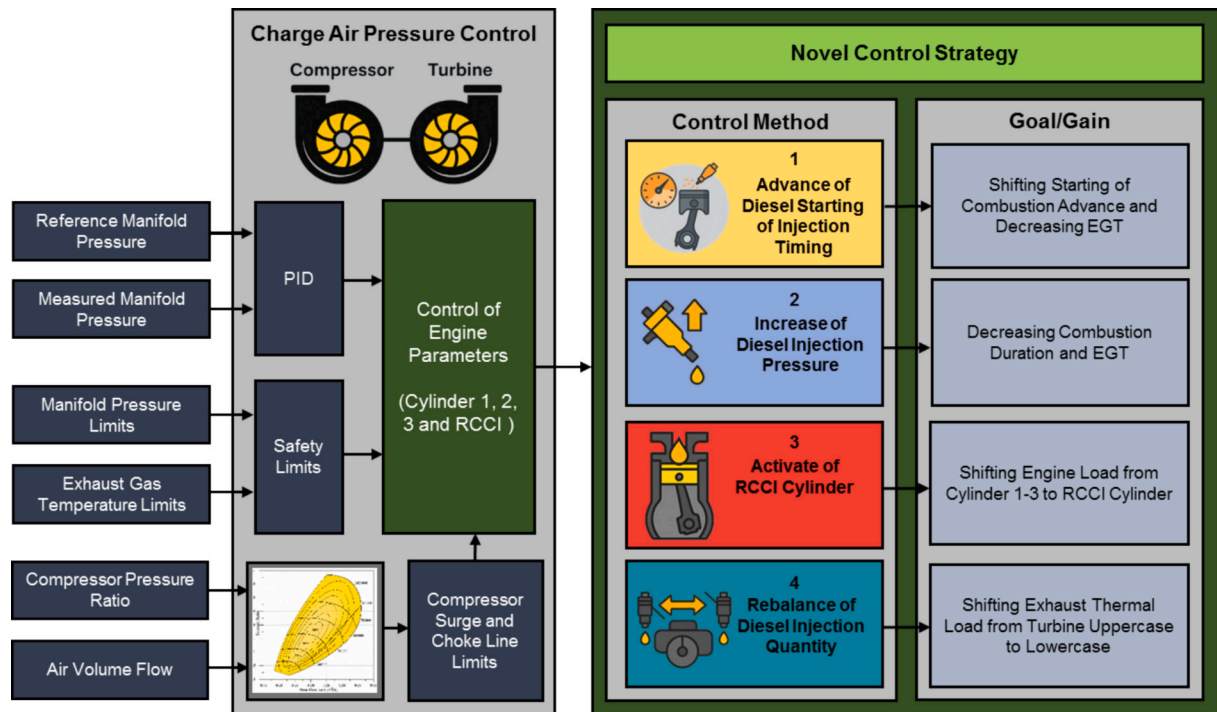 Charge Air Pressure Control
Compressor
Turbine
Reference Manifold
Pressure
Measured Manifold
Pressure
Manifold Pressure
Limits
Exhaust Gas
Temperature Limits
Compressor Pressure
Ratio
Air Volume Flow
PID
Safety
Limits
Control of
Engine
Parameters
(Cylinder 1, 2,
3 and RCCI )
Compressor
Surge and
Choke Line
Limits
Novel Control Strategy
Control Method
1
Advance of
Diesel Starting
of Injection
Timing
2
Increase of
Diesel Injection
Pressure
3
Activate of
RCCI Cylinder
4
Rebalance of
Diesel Injection
Quantity
Goal/Gain
Shifting Starting of
Combustion Advance and
Decreasing EGT
Decreasing Combustion
Duration and EGT
Shifting Engine Load from
Cylinder 1-3 to RCCI Cylinder
Shifting Exhaust Thermal
Load from Turbine Uppercase
to Lowercase